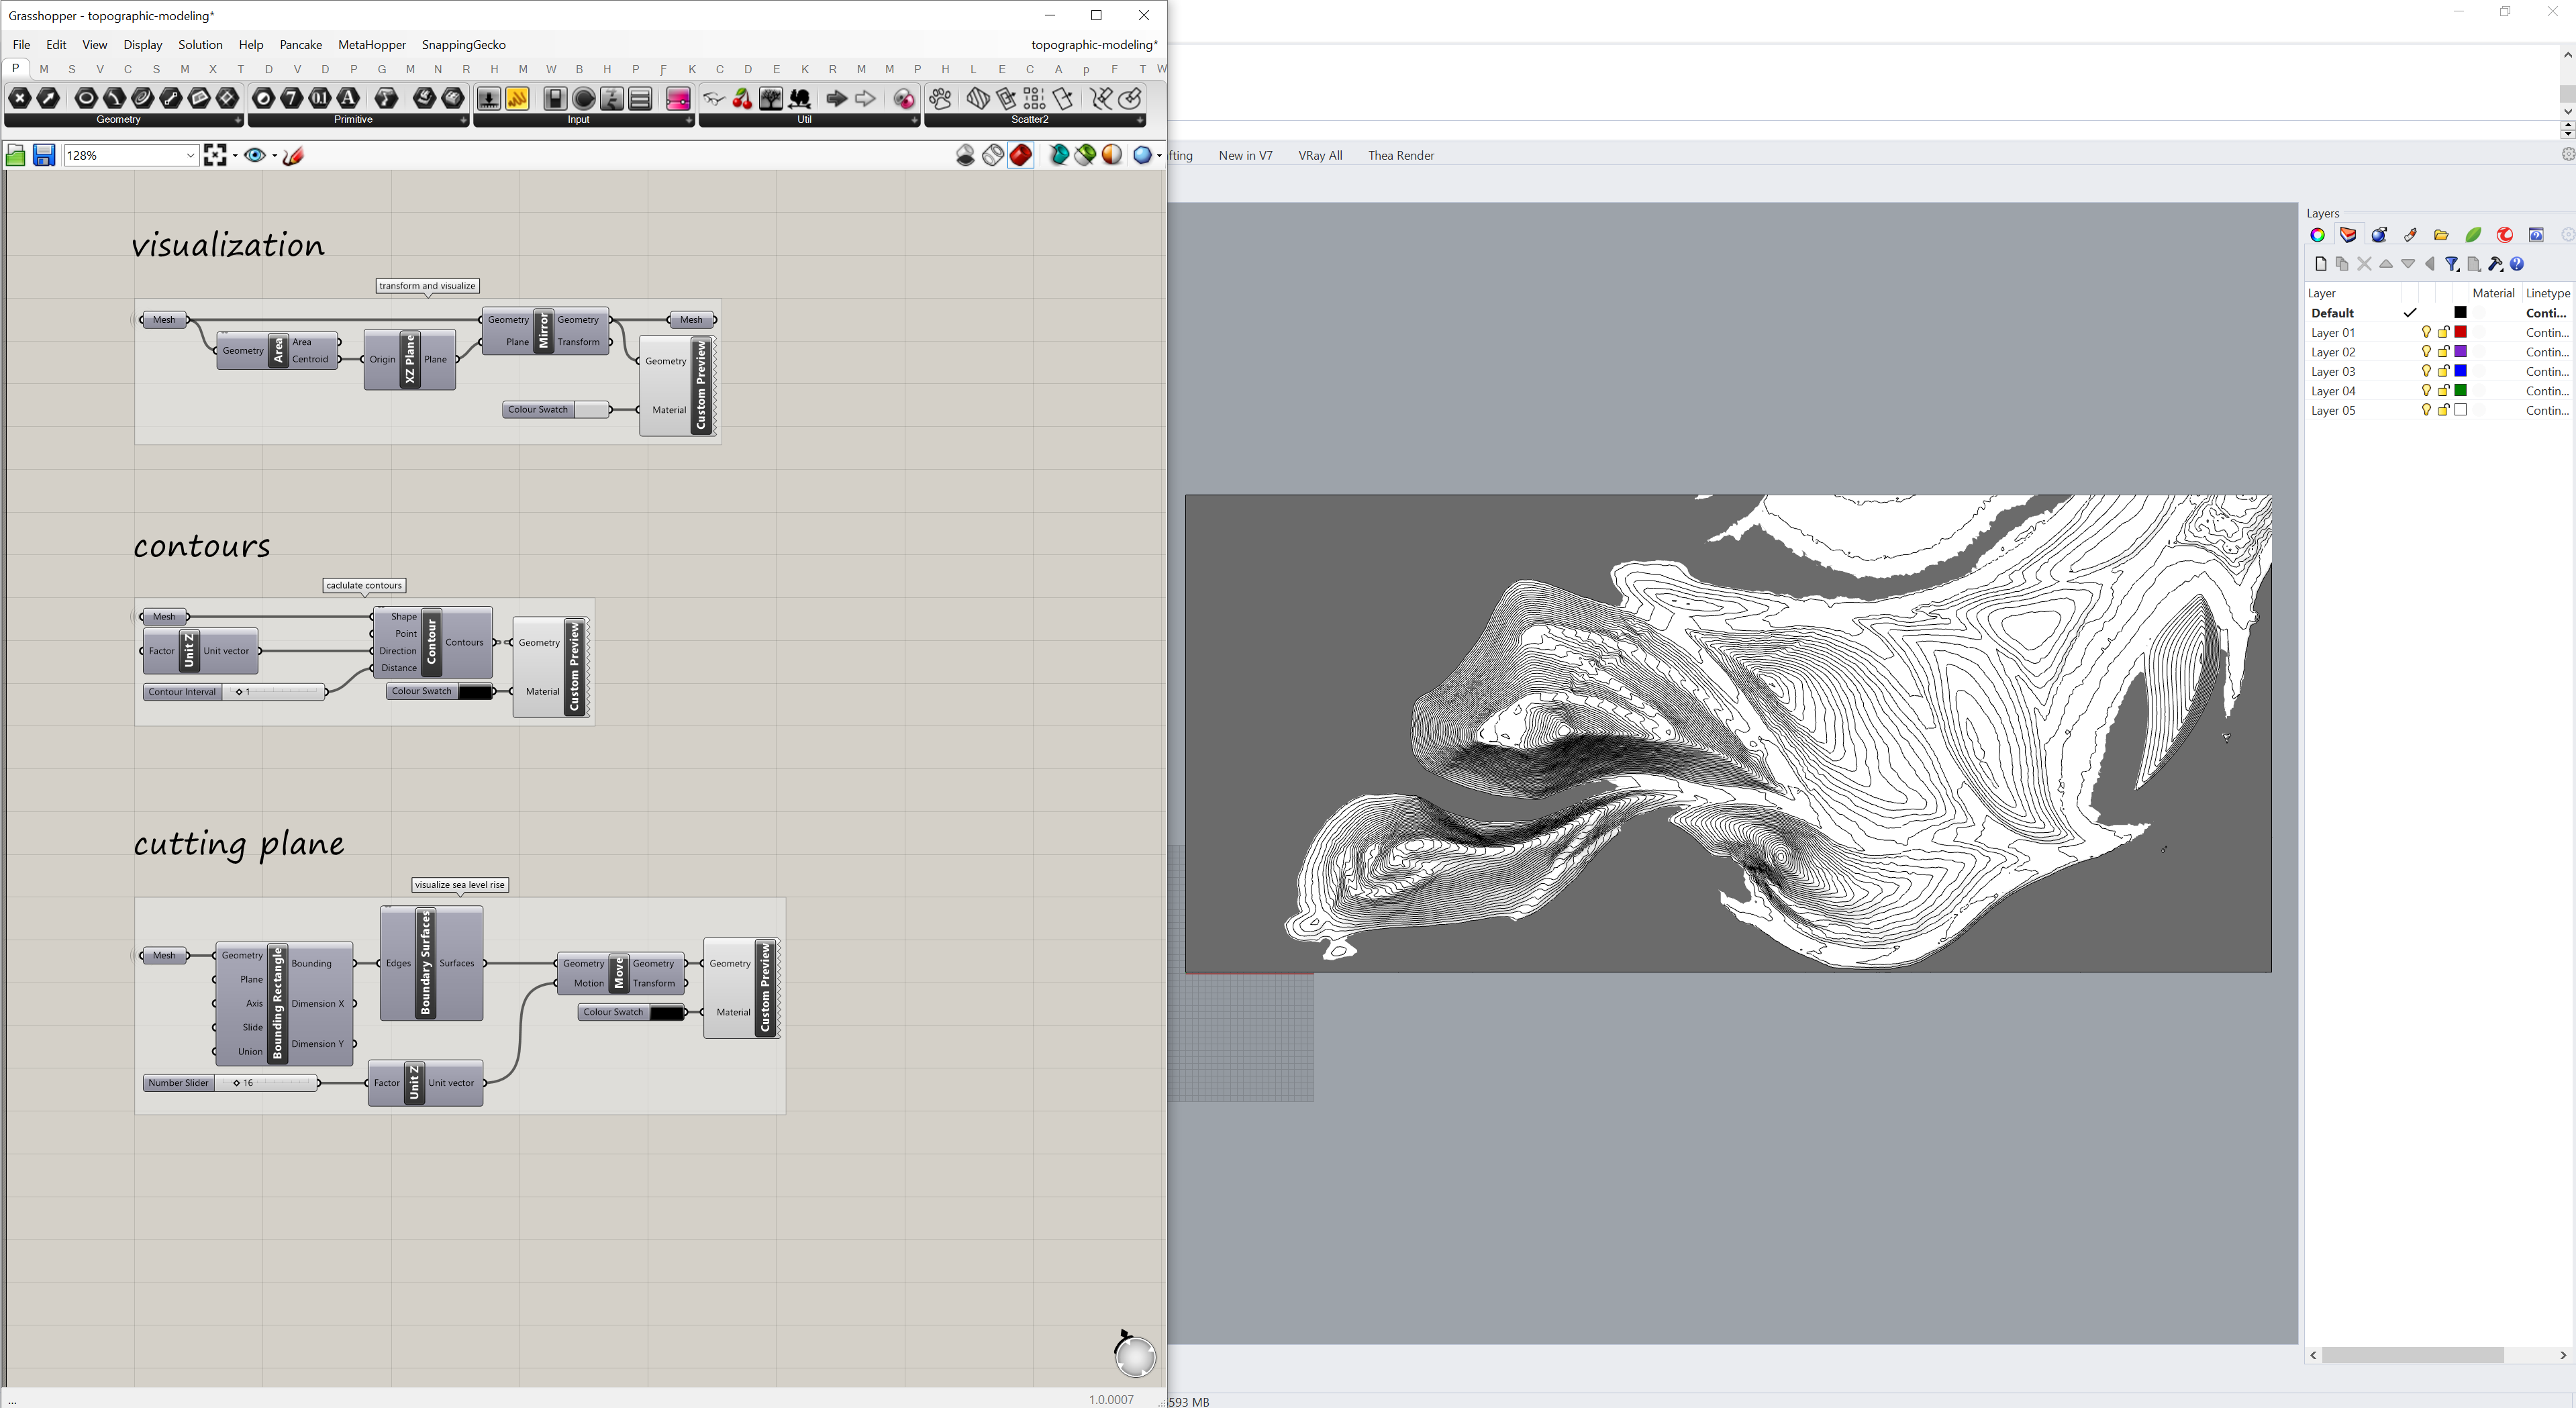 Grasshopper - topographic-modeling*
File Edit View Display Solution Help Pancake MetaHopper SnappingGecko topographic-modeling*
P M S V C S M X T D V D P G M N R H M W B H P F K C D E K R M M P H L E C A p F T W
Geometry Primitive Input Util Scatter2
128%
fting New in V7 VRay All Thea Render
visualization
transform and visualize
Mesh
Geometry Area Area Centroid
Origin XZ Plane Plane
Geometry Plane Mirror Geometry Transform
Mesh
Colour Swatch
Geometry Material Custom Preview
contours
caclulate contours
Mesh
Factor Unit Z Unit vector
Contour Interval 1
Shape Point Direction Distance Contour Contours
Colour Swatch
Geometry Material Custom Preview
cutting plane
visualize sea level rise
Mesh
Geometry Plane Axis Slide Union Bounding Rectangle Bounding Dimension X Dimension Y
Edges Boundary Surfaces Surfaces
Number Slider 16
Factor Unit Z Unit vector
Geometry Motion Move Geometry Transform
Colour Swatch
Geometry Material Custom Preview
...
1.0.0007
593 MB
Layers
Layer Material Linetype
Default Conti...
Layer 01 Contin...
Layer 02 Contin...
Layer 03 Contin...
Layer 04 Contin...
Layer 05 Contin...